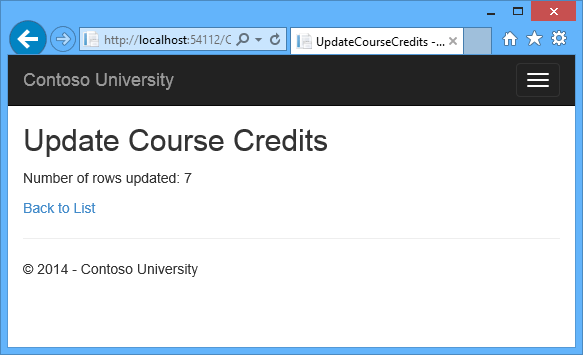 http://localhost:54112/C
UpdateCourseCredits -...
Contoso University
Update Course Credits
Number of rows updated: 7
Back to List
© 2014 - Contoso University